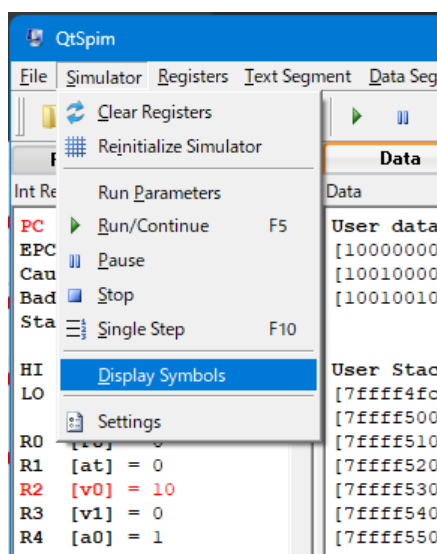 QtSpim
File Simulator Registers Text Segment Data Seg
Clear Registers
Reinitialize Simulator
Run Parameters
Run/Continue F5
Pause
Stop
Single Step F10
Display Symbols
Settings
Data
Int Re
Data
PC
EPC
Cau
Bad
Sta
HI
LO
R0 = 0
R1 [at] = 0
R2 [v0] = 10
R3 [v1] = 0
R4 [a0] = 1
User data
[10000000
[10010000
[10010010
User Stac
[7ffff4fc
[7ffff500
[7ffff510
[7ffff520
[7ffff530
[7ffff540
[7ffff550